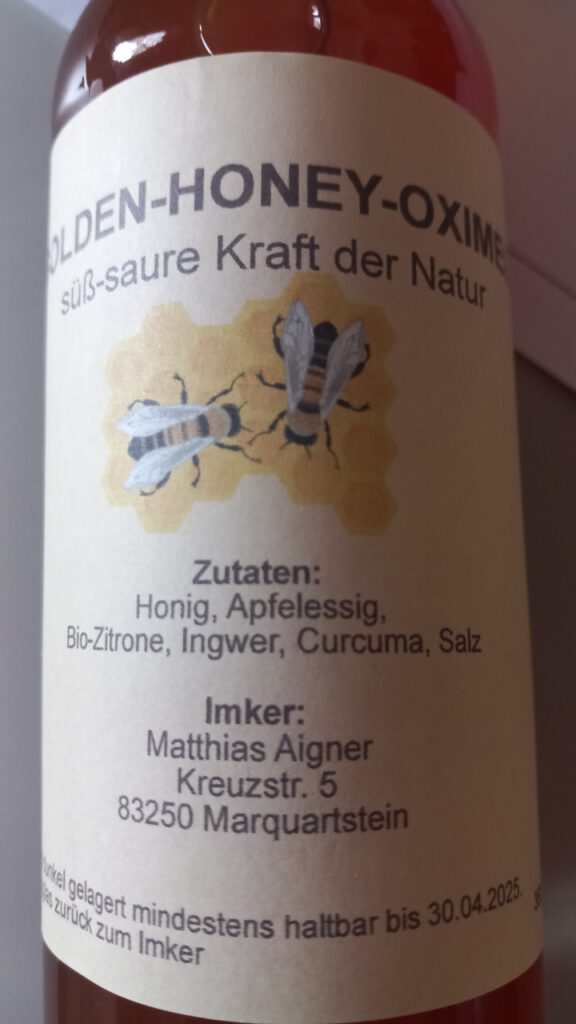 OLDEN-HONEY-OXIME
süß-saure Kraft der Natur
Zutaten:
Honig, Apfelessig,
Bio-Zitrone, Ingwer, Curcuma, Salz
Imker:
Matthias Aigner
Kreuzstr. 5
83250 Marquartstein
dunkel gelagert mindestens haltbar bis 30.04.2025.
zurück zum Imker